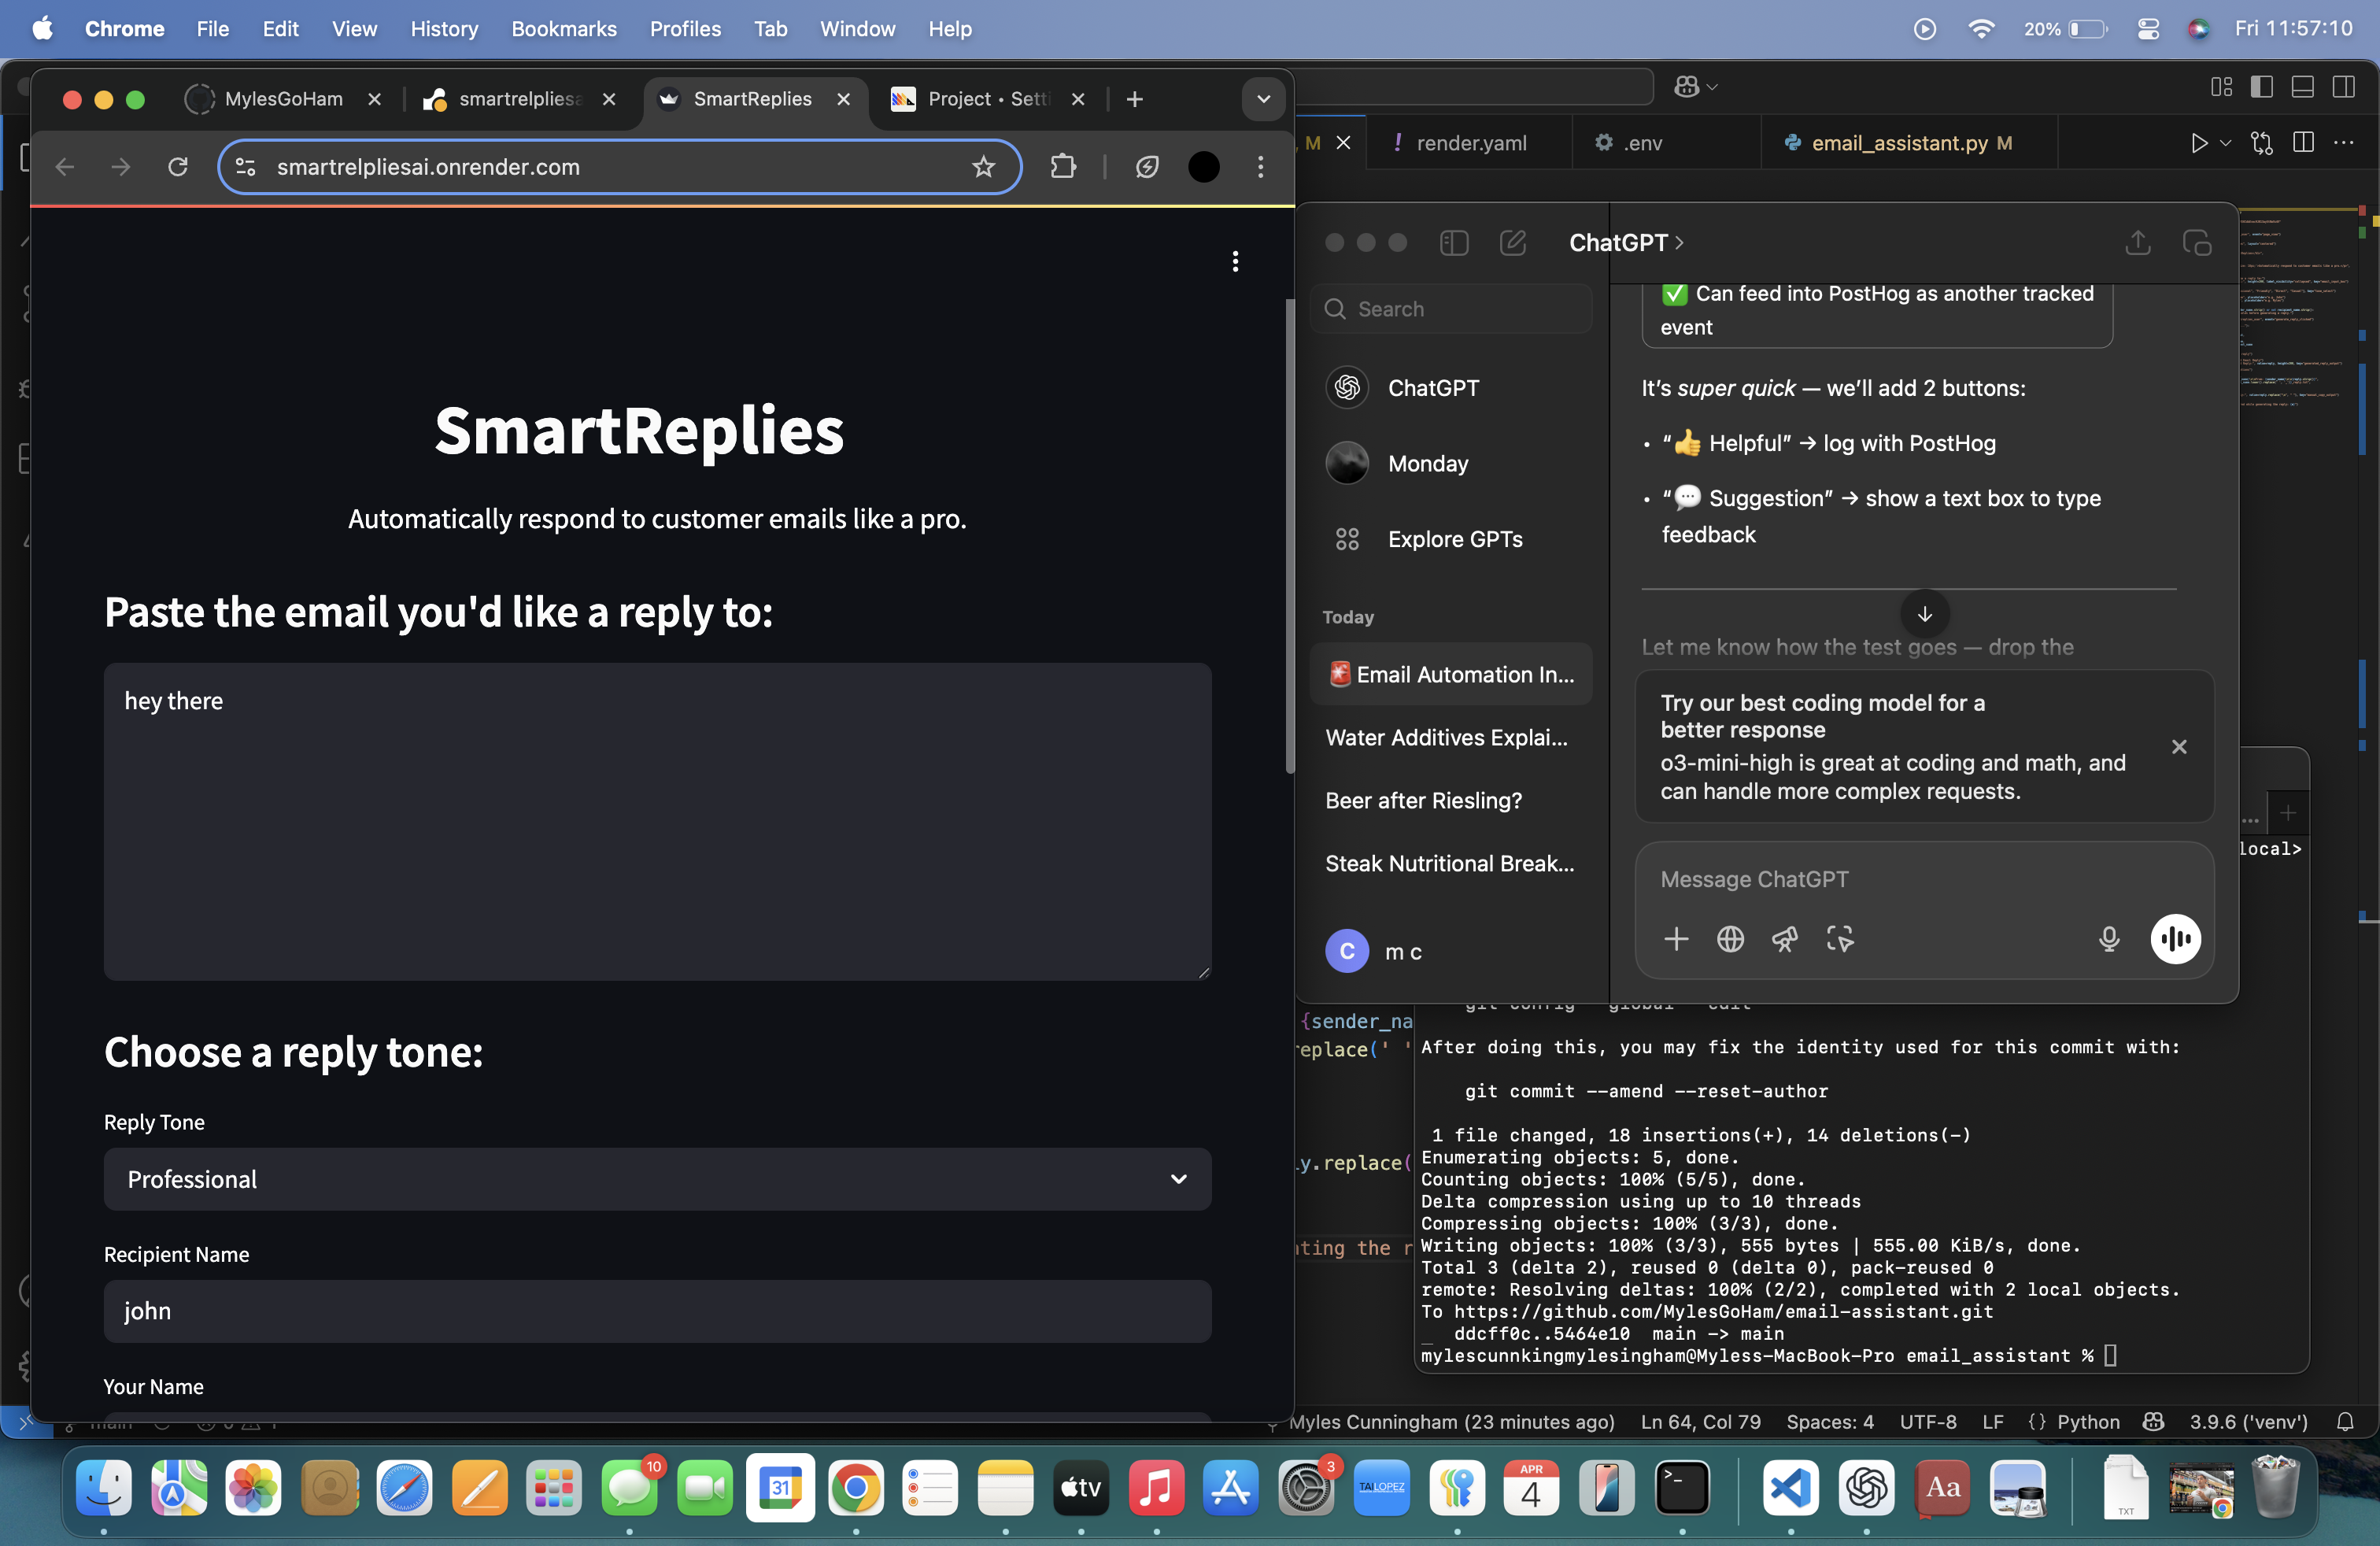 Chrome File Edit View History Bookmarks Profiles Tab Window Help 20% Fri 11:57:10
MylesGoHam
smartrelpliesa
SmartReplies
Project • Setti
smartrelpliesai.onrender.com
SmartReplies
Automatically respond to customer emails like a pro.
Paste the email you'd like a reply to:
hey there
Choose a reply tone:
Reply Tone
Professional
Recipient Name
john
Your Name
M
! render.yaml
.env
email_assistant.py M
ChatGPT >
Search
ChatGPT
Monday
Explore GPTs
Today
🚨 Email Automation In...
Water Additives Explai...
Beer after Riesling?
Steak Nutritional Break...
C m c
✅ Can feed into PostHog as another tracked
event
It's super quick — we'll add 2 buttons:
• "👍 Helpful" → log with PostHog
• "💬 Suggestion" → show a text box to type
feedback
Let me know how the test goes — drop the
Try our best coding model for a
better response
o3-mini-high is great at coding and math, and
can handle more complex requests.
Message ChatGPT
local>
{sender_na
replace(' '
y.replace(
ting the r
After doing this, you may fix the identity used for this commit with:
git commit --amend --reset-author
1 file changed, 18 insertions(+), 14 deletions(-)
Enumerating objects: 5, done.
Counting objects: 100% (5/5), done.
Delta compression using up to 10 threads
Compressing objects: 100% (3/3), done.
Writing objects: 100% (3/3), 555 bytes | 555.00 KiB/s, done.
Total 3 (delta 2), reused 0 (delta 0), pack-reused 0
remote: Resolving deltas: 100% (2/2), completed with 2 local objects.
To https://github.com/MylesGoHam/email-assistant.git
ddcff0c..5464e10 main -> main
mylescunnkingmylesingham@Myless-MacBook-Pro email_assistant %
Myles Cunningham (23 minutes ago) Ln 64, Col 79 Spaces: 4 UTF-8 LF {} Python 3.9.6 ('venv')
10
31
tv
3
TAI LOPEZ
APR
4
>_
Aa
TXT